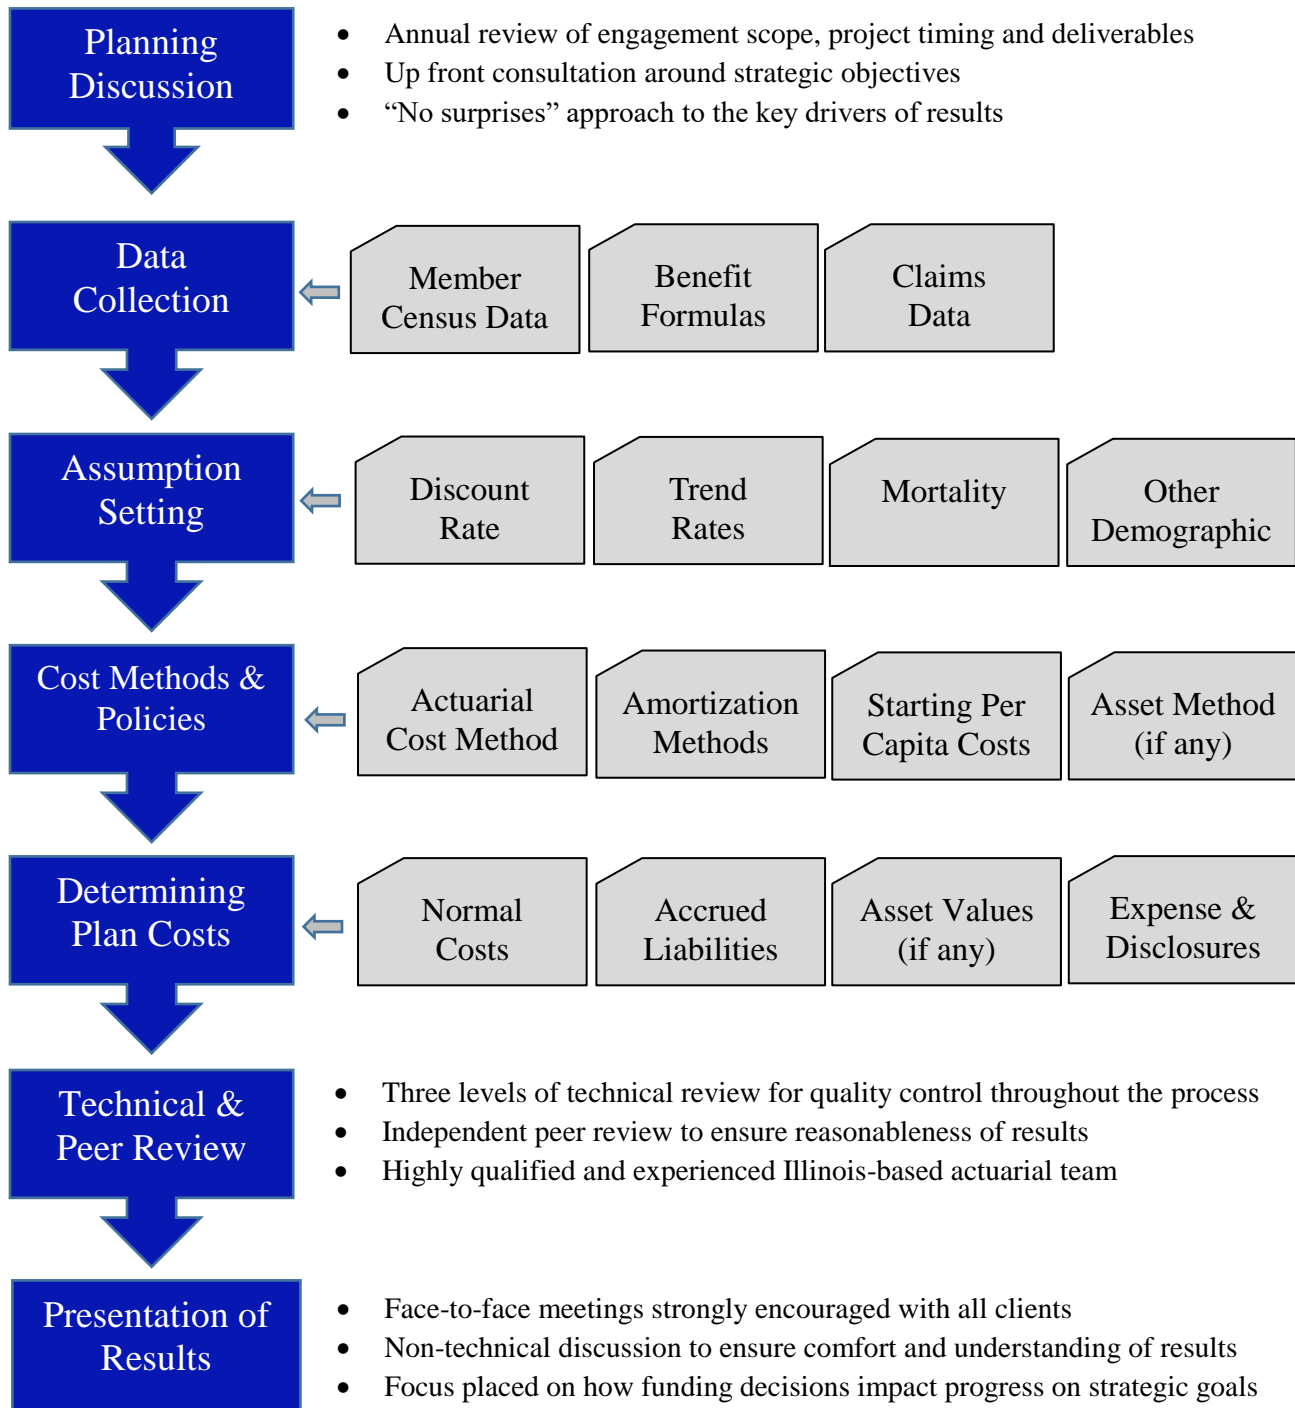 Planning
Discussion
• Annual review of engagement scope, project timing and deliverables
• Up front consultation around strategic objectives
• “No surprises” approach to the key drivers of results
Data
Collection
Member
Census Data
Benefit
Formulas
Claims
Data
Assumption
Setting
Discount
Rate
Trend
Rates
Mortality
Other
Demographic
Cost Methods &
Policies
Actuarial
Cost Method
Amortization
Methods
Starting Per
Capita Costs
Asset Method
(if any)
Determining
Plan Costs
Normal
Costs
Accrued
Liabilities
Asset Values
(if any)
Expense &
Disclosures
Technical &
Peer Review
• Three levels of technical review for quality control throughout the process
• Independent peer review to ensure reasonableness of results
• Highly qualified and experienced Illinois-based actuarial team
Presentation of
Results
• Face-to-face meetings strongly encouraged with all clients
• Non-technical discussion to ensure comfort and understanding of results
• Focus placed on how funding decisions impact progress on strategic goals